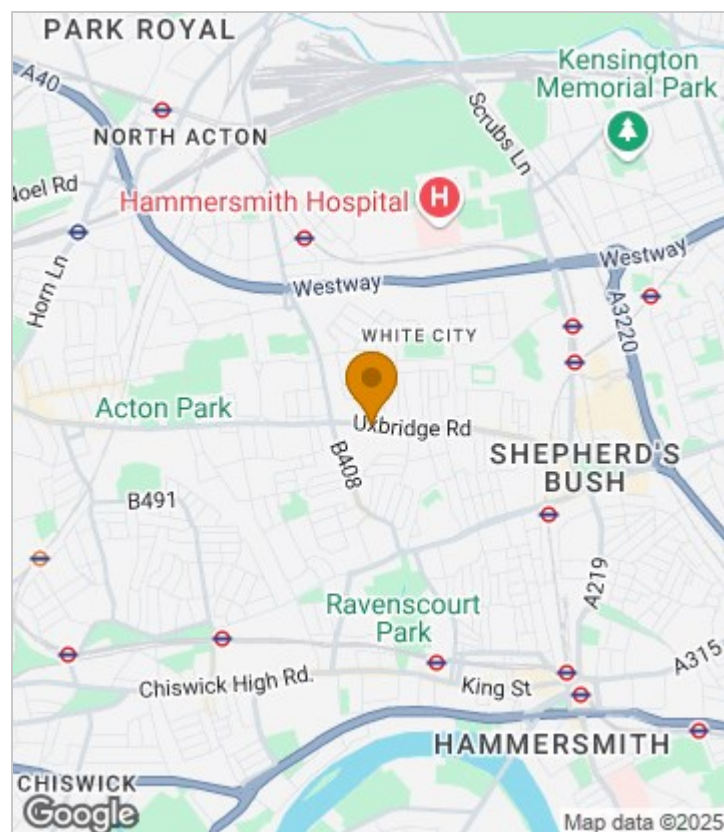 PARK ROYAL
A40
NORTH ACTON
Noel Rd
Kensington
Memorial Park
Scrubs Ln
Hammersmith Hospital
H
Westway
Westway
Horn Ln
A3220
WHITE CITY
Acton Park
Uxbridge Rd
SHEPHERD'S
BUSH
B408
B491
A219
Ravenscourt
Park
A315
Chiswick High Rd.
King St
HAMMERSMITH
CHISWICK
Google
Map data ©2025